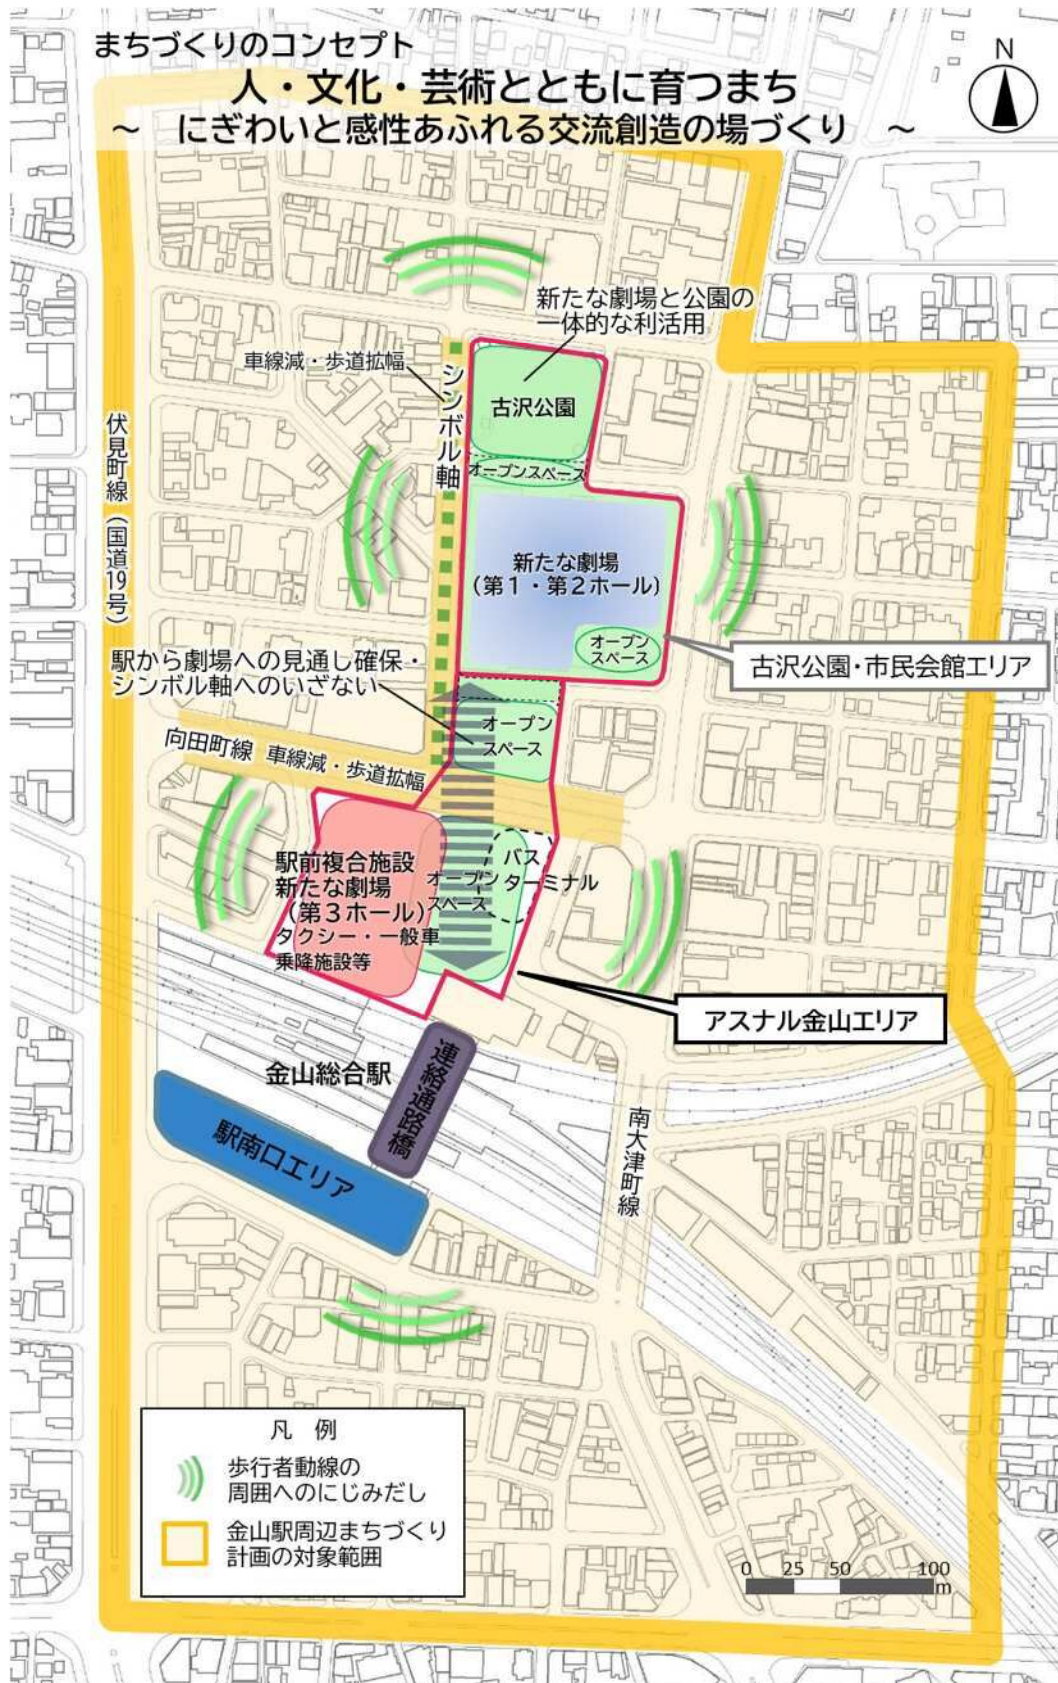 まちづくりのコンセプト
人・文化・芸術とともに育つまち
～ にぎわいと感性あふれる交流創造の場づくり ～
N
新たな劇場と公園の
一体的な利活用
車線減・歩道拡幅
シンボル軸
古沢公園
オープンスペース
伏見町線（国道19号）
新たな劇場
（第1・第2ホール）
オープン
スペース
古沢公園・市民会館エリア
駅から劇場への見通し確保・
シンボル軸へのいざない
オープン
スペース
向田町線 車線減・歩道拡幅
駅前複合施設
新たな劇場
（第3ホール）
タクシー・一般車
乗降施設等
オープン
スペース
バス
ターミナル
アスナル金山エリア
金山総合駅
連絡通路橋
駅南口エリア
南大津町線
凡 例
歩行者動線の
周囲へのにじみだし
金山駅周辺まちづくり
計画の対象範囲
0 25 50 100
m